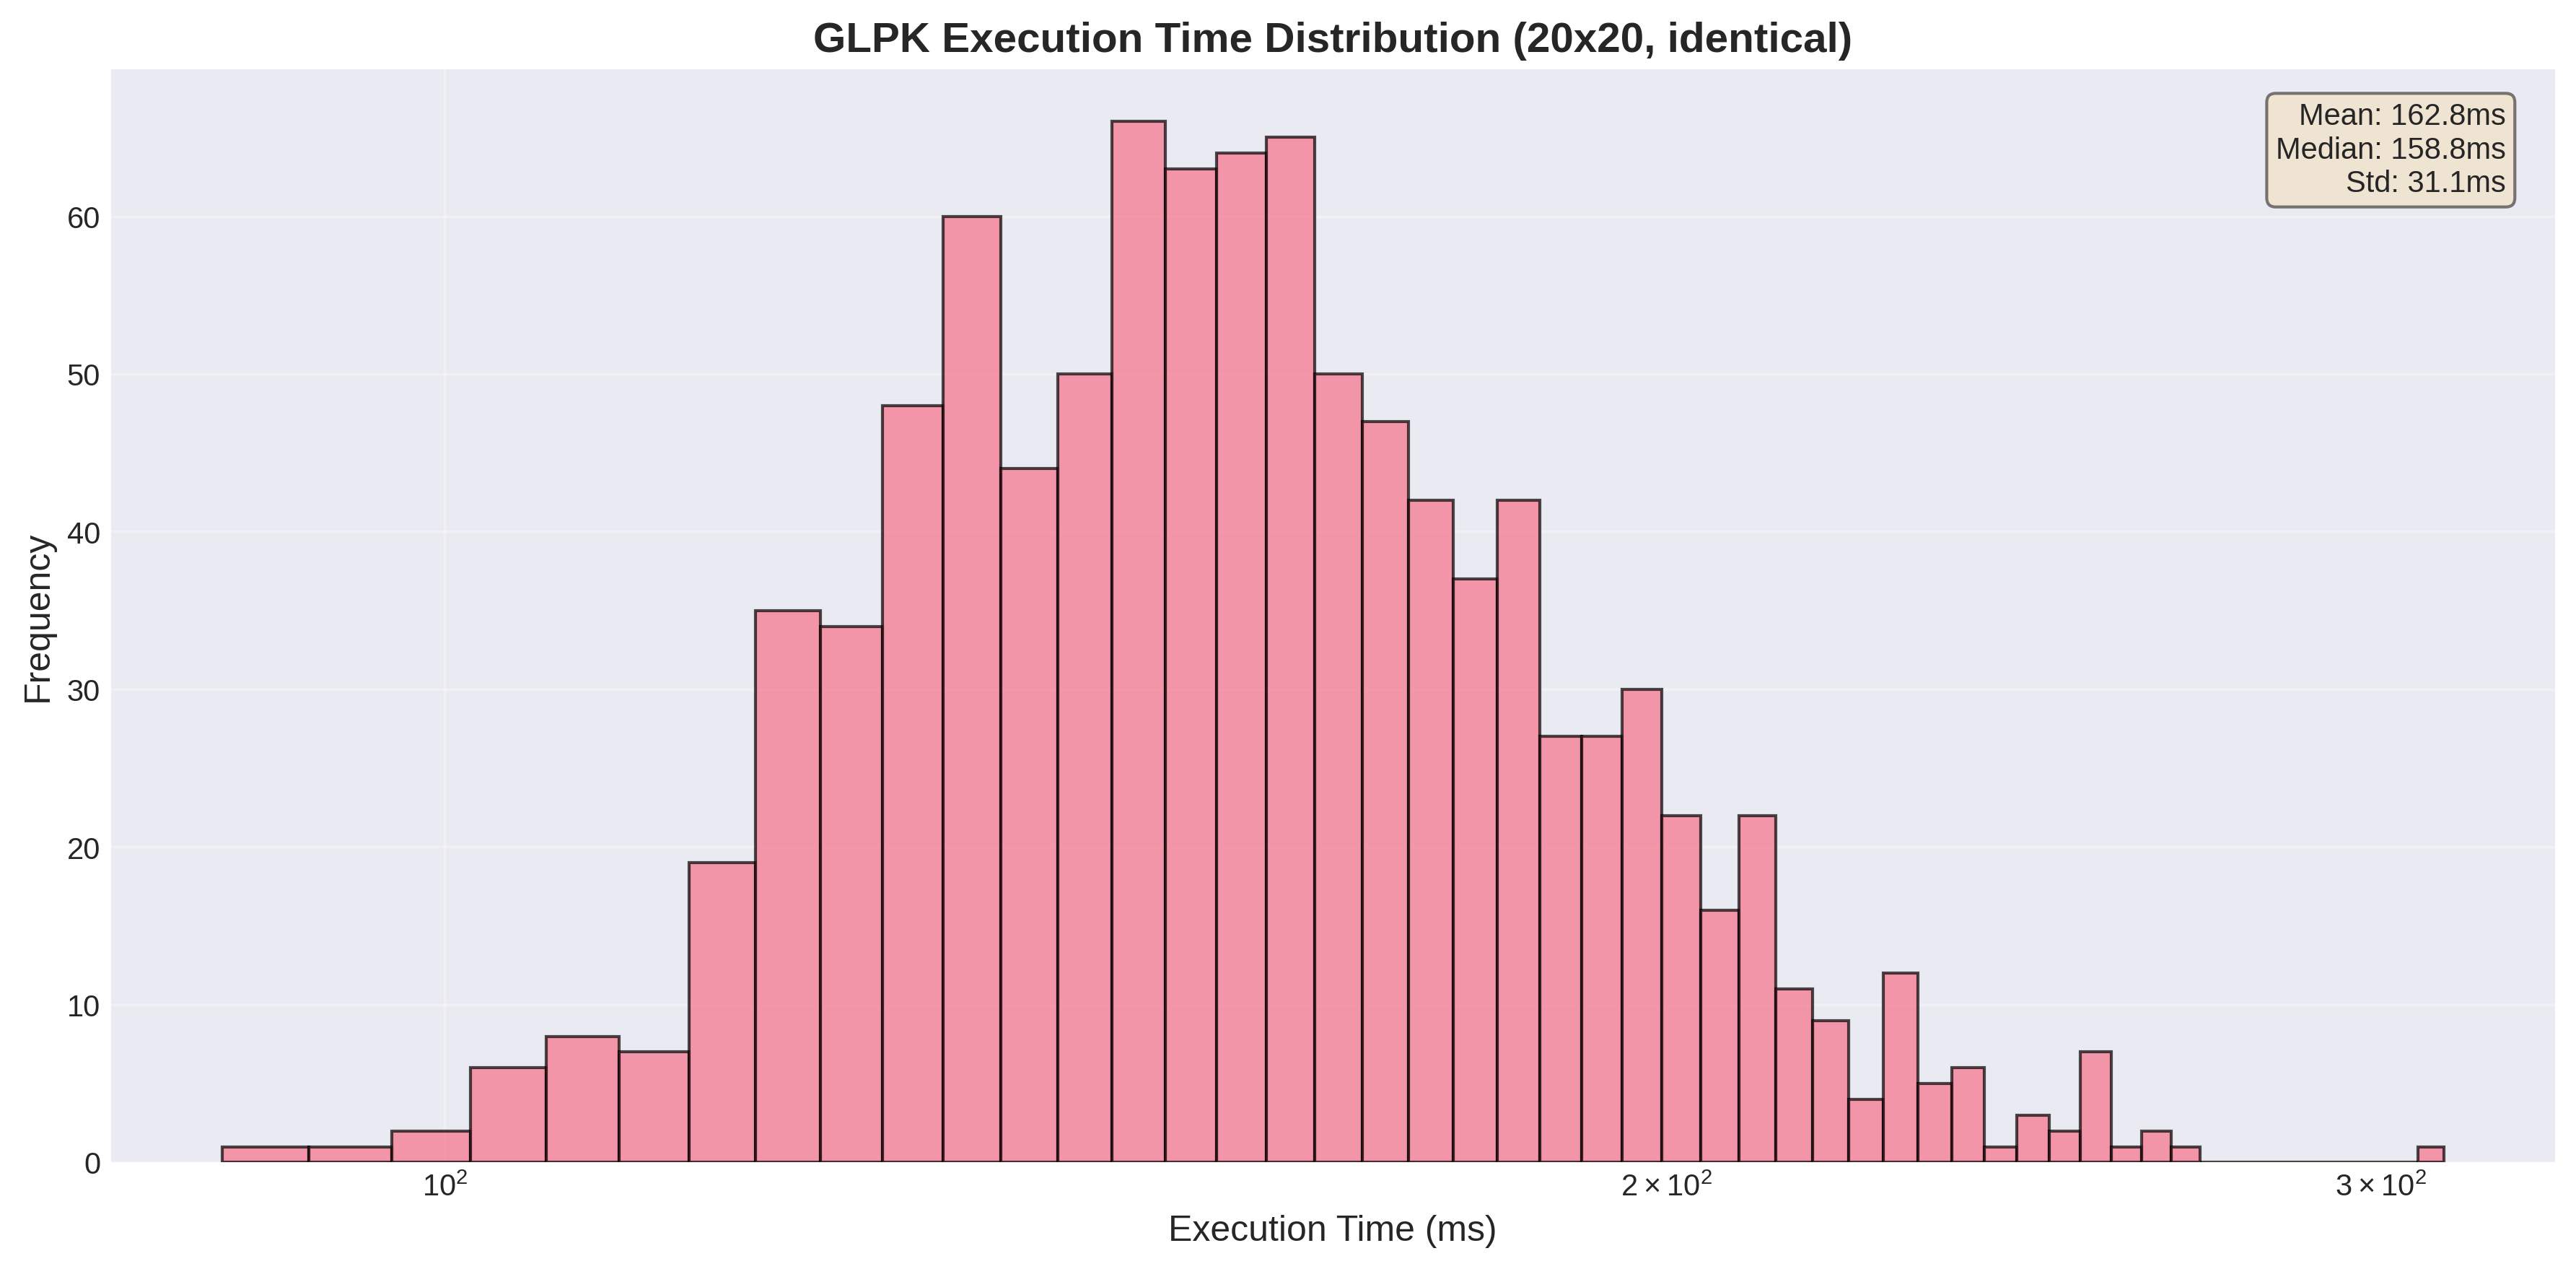 GLPK Execution Time Distribution (20x20, identical)
Mean: 162.8ms
Median: 158.8ms
Std: 31.1ms
Frequency
60
50
40
30
20
10
0
10²
2 × 10²
3 × 10²
Execution Time (ms)